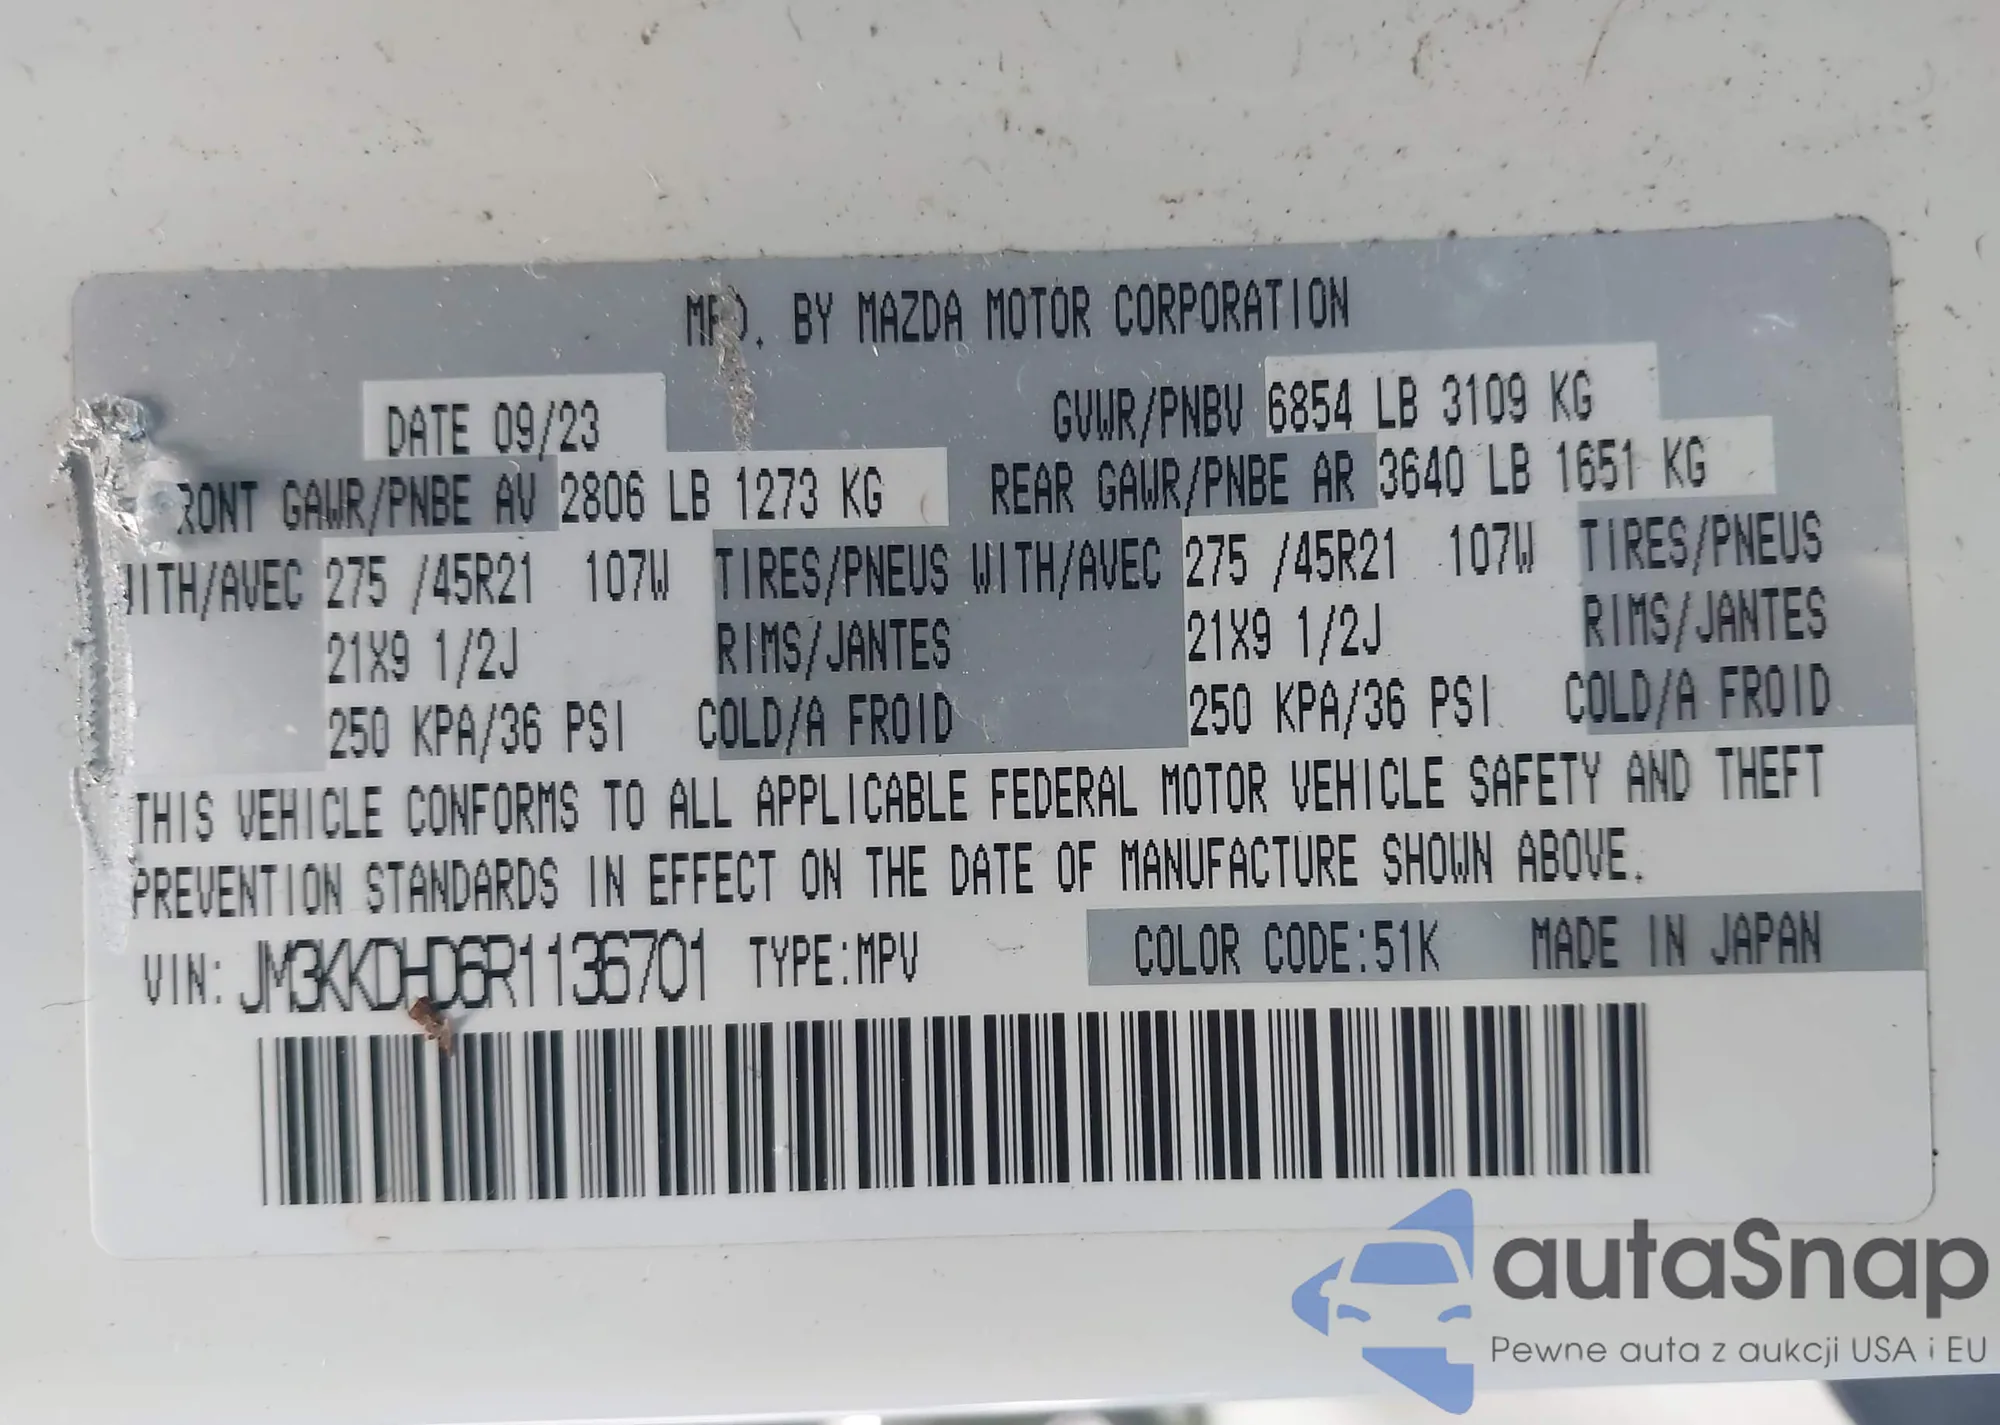 MFD. BY MAZDA MOTOR CORPORATION
DATE 09/23 GVWR/PNBV 6854 LB 3109 KG
RONT GAWR/PNBE AV 2806 LB 1273 KG REAR GAWR/PNBE AR 3640 LB 1651 KG
WITH/AVEC 275 /45R21 107W TIRES/PNEUS WITH/AVEC 275 /45R21 107W TIRES/PNEUS
21X9 1/2J RIMS/JANTES 21X9 1/2J RIMS/JANTES
250 KPA/36 PSI COLD/A FROID 250 KPA/36 PSI COLD/A FROID
THIS VEHICLE CONFORMS TO ALL APPLICABLE FEDERAL MOTOR VEHICLE SAFETY AND THEFT
PREVENTION STANDARDS IN EFFECT ON THE DATE OF MANUFACTURE SHOWN ABOVE.
VIN: JM3KKDHD6R1136701 TYPE:MPV COLOR CODE:51K MADE IN JAPAN
autaSnap
Pewne auta z aukcji USA i EU